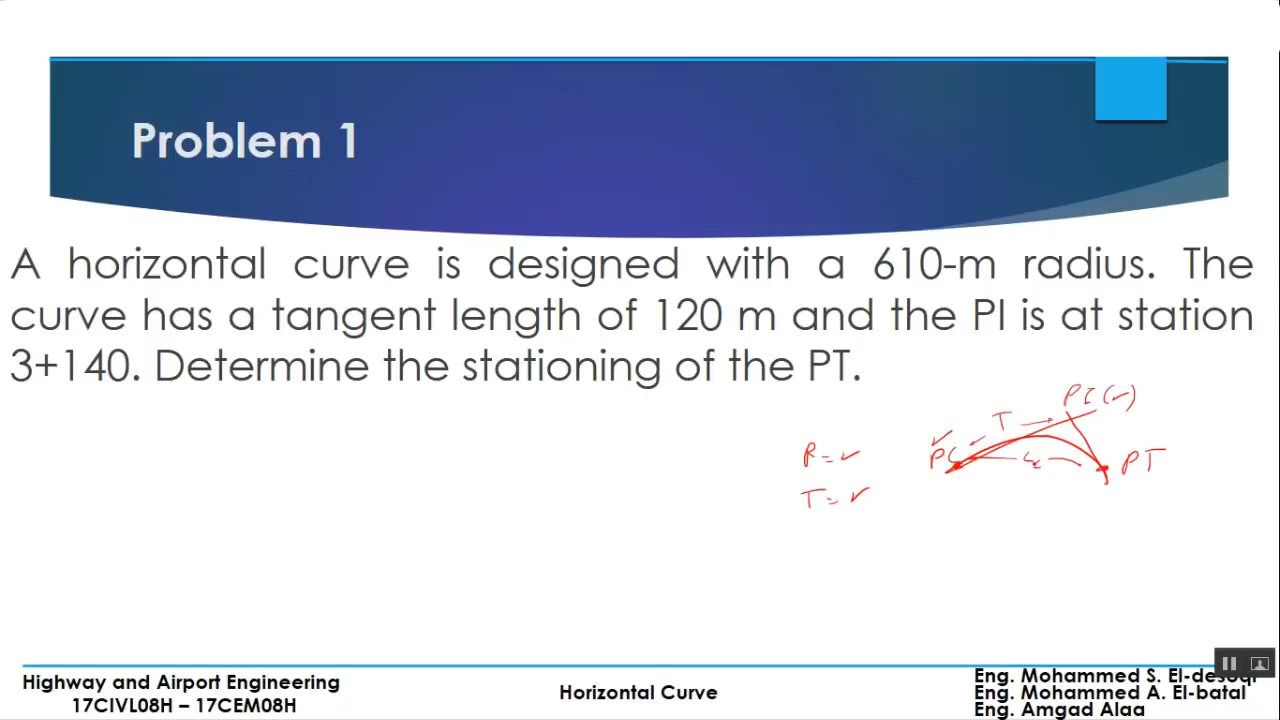 Problem 1
A horizontal curve is designed with a 610-m radius. The
curve has a tangent length of 120 m and the PI is at station
3+140. Determine the stationing of the PT.
PI (✓)
T
R = ✓
PC
PT
T = ✓
Highway and Airport Engineering
17CIVL08H – 17CEM08H
Horizontal Curve
Eng. Mohammed S. El-desuqi
Eng. Mohammed A. El-batal
Eng. Amgad Alaa